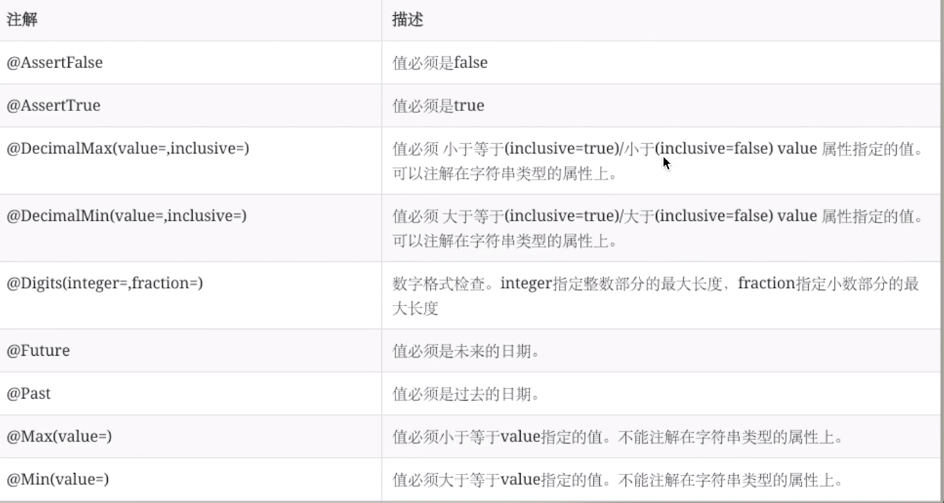 注解 描述
@AssertFalse 值必须是false
@AssertTrue 值必须是true
@DecimalMax(value=,inclusive=) 值必须 小于等于(inclusive=true)/小于(inclusive=false) value 属性指定的值。
可以注解在字符串类型的属性上。
@DecimalMin(value=,inclusive=) 值必须 大于等于(inclusive=true)/大于(inclusive=false) value 属性指定的值。
可以注解在字符串类型的属性上。
@Digits(integer=,fraction=) 数字格式检查。integer指定整数部分的最大长度，fraction指定小数部分的最
大长度
@Future 值必须是未来的日期。
@Past 值必须是过去的日期。
@Max(value=) 值必须小于等于value指定的值。不能注解在字符串类型的属性上。
@Min(value=) 值必须大于等于value指定的值。不能注解在字符串类型的属性上。